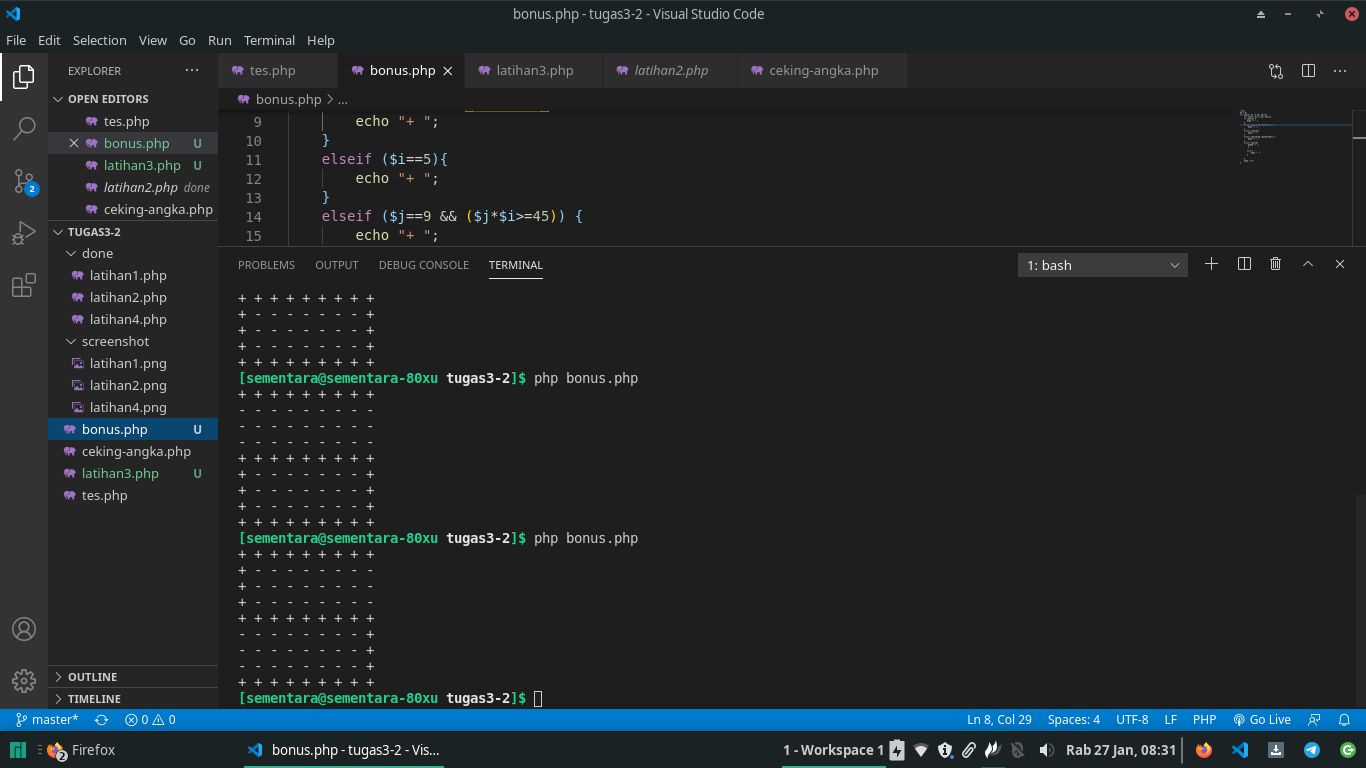 bonus.php - tugas3-2 - Visual Studio Code
File Edit Selection View Go Run Terminal Help
EXPLORER ···
OPEN EDITORS
tes.php
bonus.php U
latihan3.php U
latihan2.php done
ceking-angka.php
TUGAS3-2
done
latihan1.php
latihan2.php
latihan4.php
screenshot
latihan1.png
latihan2.png
latihan4.png
bonus.php U
ceking-angka.php
latihan3.php U
tes.php
OUTLINE
TIMELINE
2
tes.php bonus.php latihan3.php latihan2.php ceking-angka.php ···
bonus.php > ...
9 echo "+ ";
10 }
11 elseif ($i==5){
12 echo "+ ";
13 }
14 elseif ($j==9 && ($j*$i>=45)) {
15 echo "+ ";
PROBLEMS OUTPUT DEBUG CONSOLE TERMINAL 1: bash
+ + + + + + + + +
+ - - - - - - - +
+ - - - - - - - +
+ - - - - - - - +
+ + + + + + + + +
[sementara@sementara-80xu tugas3-2]$ php bonus.php
+ + + + + + + + +
- - - - - - - - -
- - - - - - - - -
- - - - - - - - -
+ + + + + + + + +
+ - - - - - - - +
+ - - - - - - - +
+ - - - - - - - +
+ + + + + + + + +
[sementara@sementara-80xu tugas3-2]$ php bonus.php
+ + + + + + + + +
+ - - - - - - - -
+ - - - - - - - -
+ - - - - - - - -
+ + + + + + + + +
- - - - - - - - +
- - - - - - - - +
- - - - - - - - +
+ + + + + + + + +
[sementara@sementara-80xu tugas3-2]$
master* 0 0 Ln 8, Col 29 Spaces: 4 UTF-8 LF PHP Go Live
2 Firefox bonus.php - tugas3-2 - Vis... 1 - Workspace 1 Rab 27 Jan, 08:31